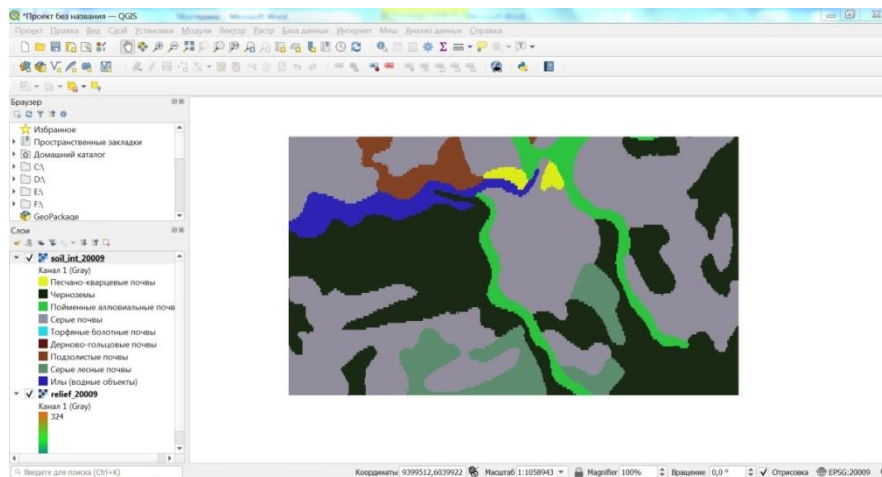 *Проект без названия — QGIS
Проект Правка Вид Слой Установки Модули Вектор Растр База данных Интернет Меш Анализ данных Справка
Браузер
Избранное
Пространственные закладки
Домашний каталог
C:\
D:\
E:\
F:\
GeoPackage
Слои
soil_int_20009
Канал 1 (Gray)
Песчано-кварцевые почвы
Черноземы
Пойменные аллювиальные почв
Серые почвы
Торфяные болотные почвы
Дерново-гольцовые почвы
Подзолистые почвы
Серые лесные почвы
Илы (водные объекты)
relief_20009
Канал 1 (Gray)
324
Введите для поиска (Ctrl+K)
Координаты 9399512,6039922 Масштаб 1:1058943 Magnifier 100% Вращение 0,0 ° Отрисовка EPSG:20009